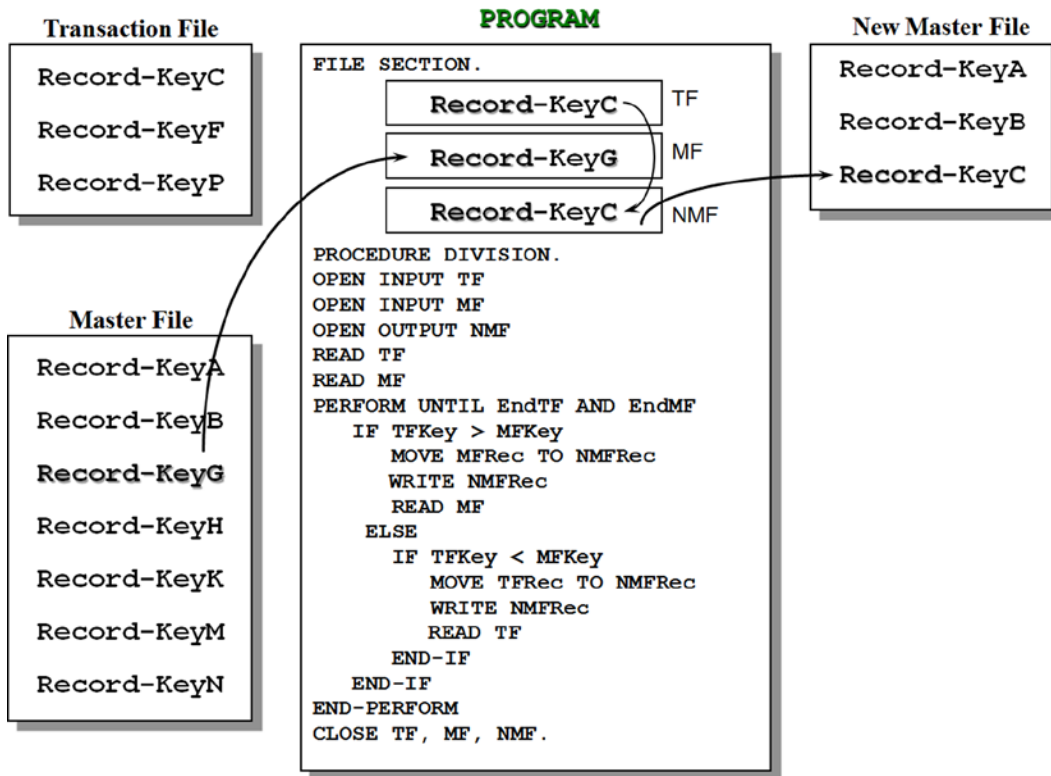 Transaction File
Record-KeyC
Record-KeyF
Record-KeyP
Master File
Record-KeyA
Record-KeyB
Record-KeyG
Record-KeyH
Record-KeyK
Record-KeyM
Record-KeyN
PROGRAM
FILE SECTION.
Record-KeyC TF
Record-KeyG MF
Record-KeyC NMF
PROCEDURE DIVISION.
OPEN INPUT TF
OPEN INPUT MF
OPEN OUTPUT NMF
READ TF
READ MF
PERFORM UNTIL EndTF AND EndMF
IF TFKey > MFKey
MOVE MFRec TO NMFRec
WRITE NMFRec
READ MF
ELSE
IF TFKey < MFKey
MOVE TFRec TO NMFRec
WRITE NMFRec
READ TF
END-IF
END-IF
END-PERFORM
CLOSE TF, MF, NMF.
New Master File
Record-KeyA
Record-KeyB
Record-KeyC